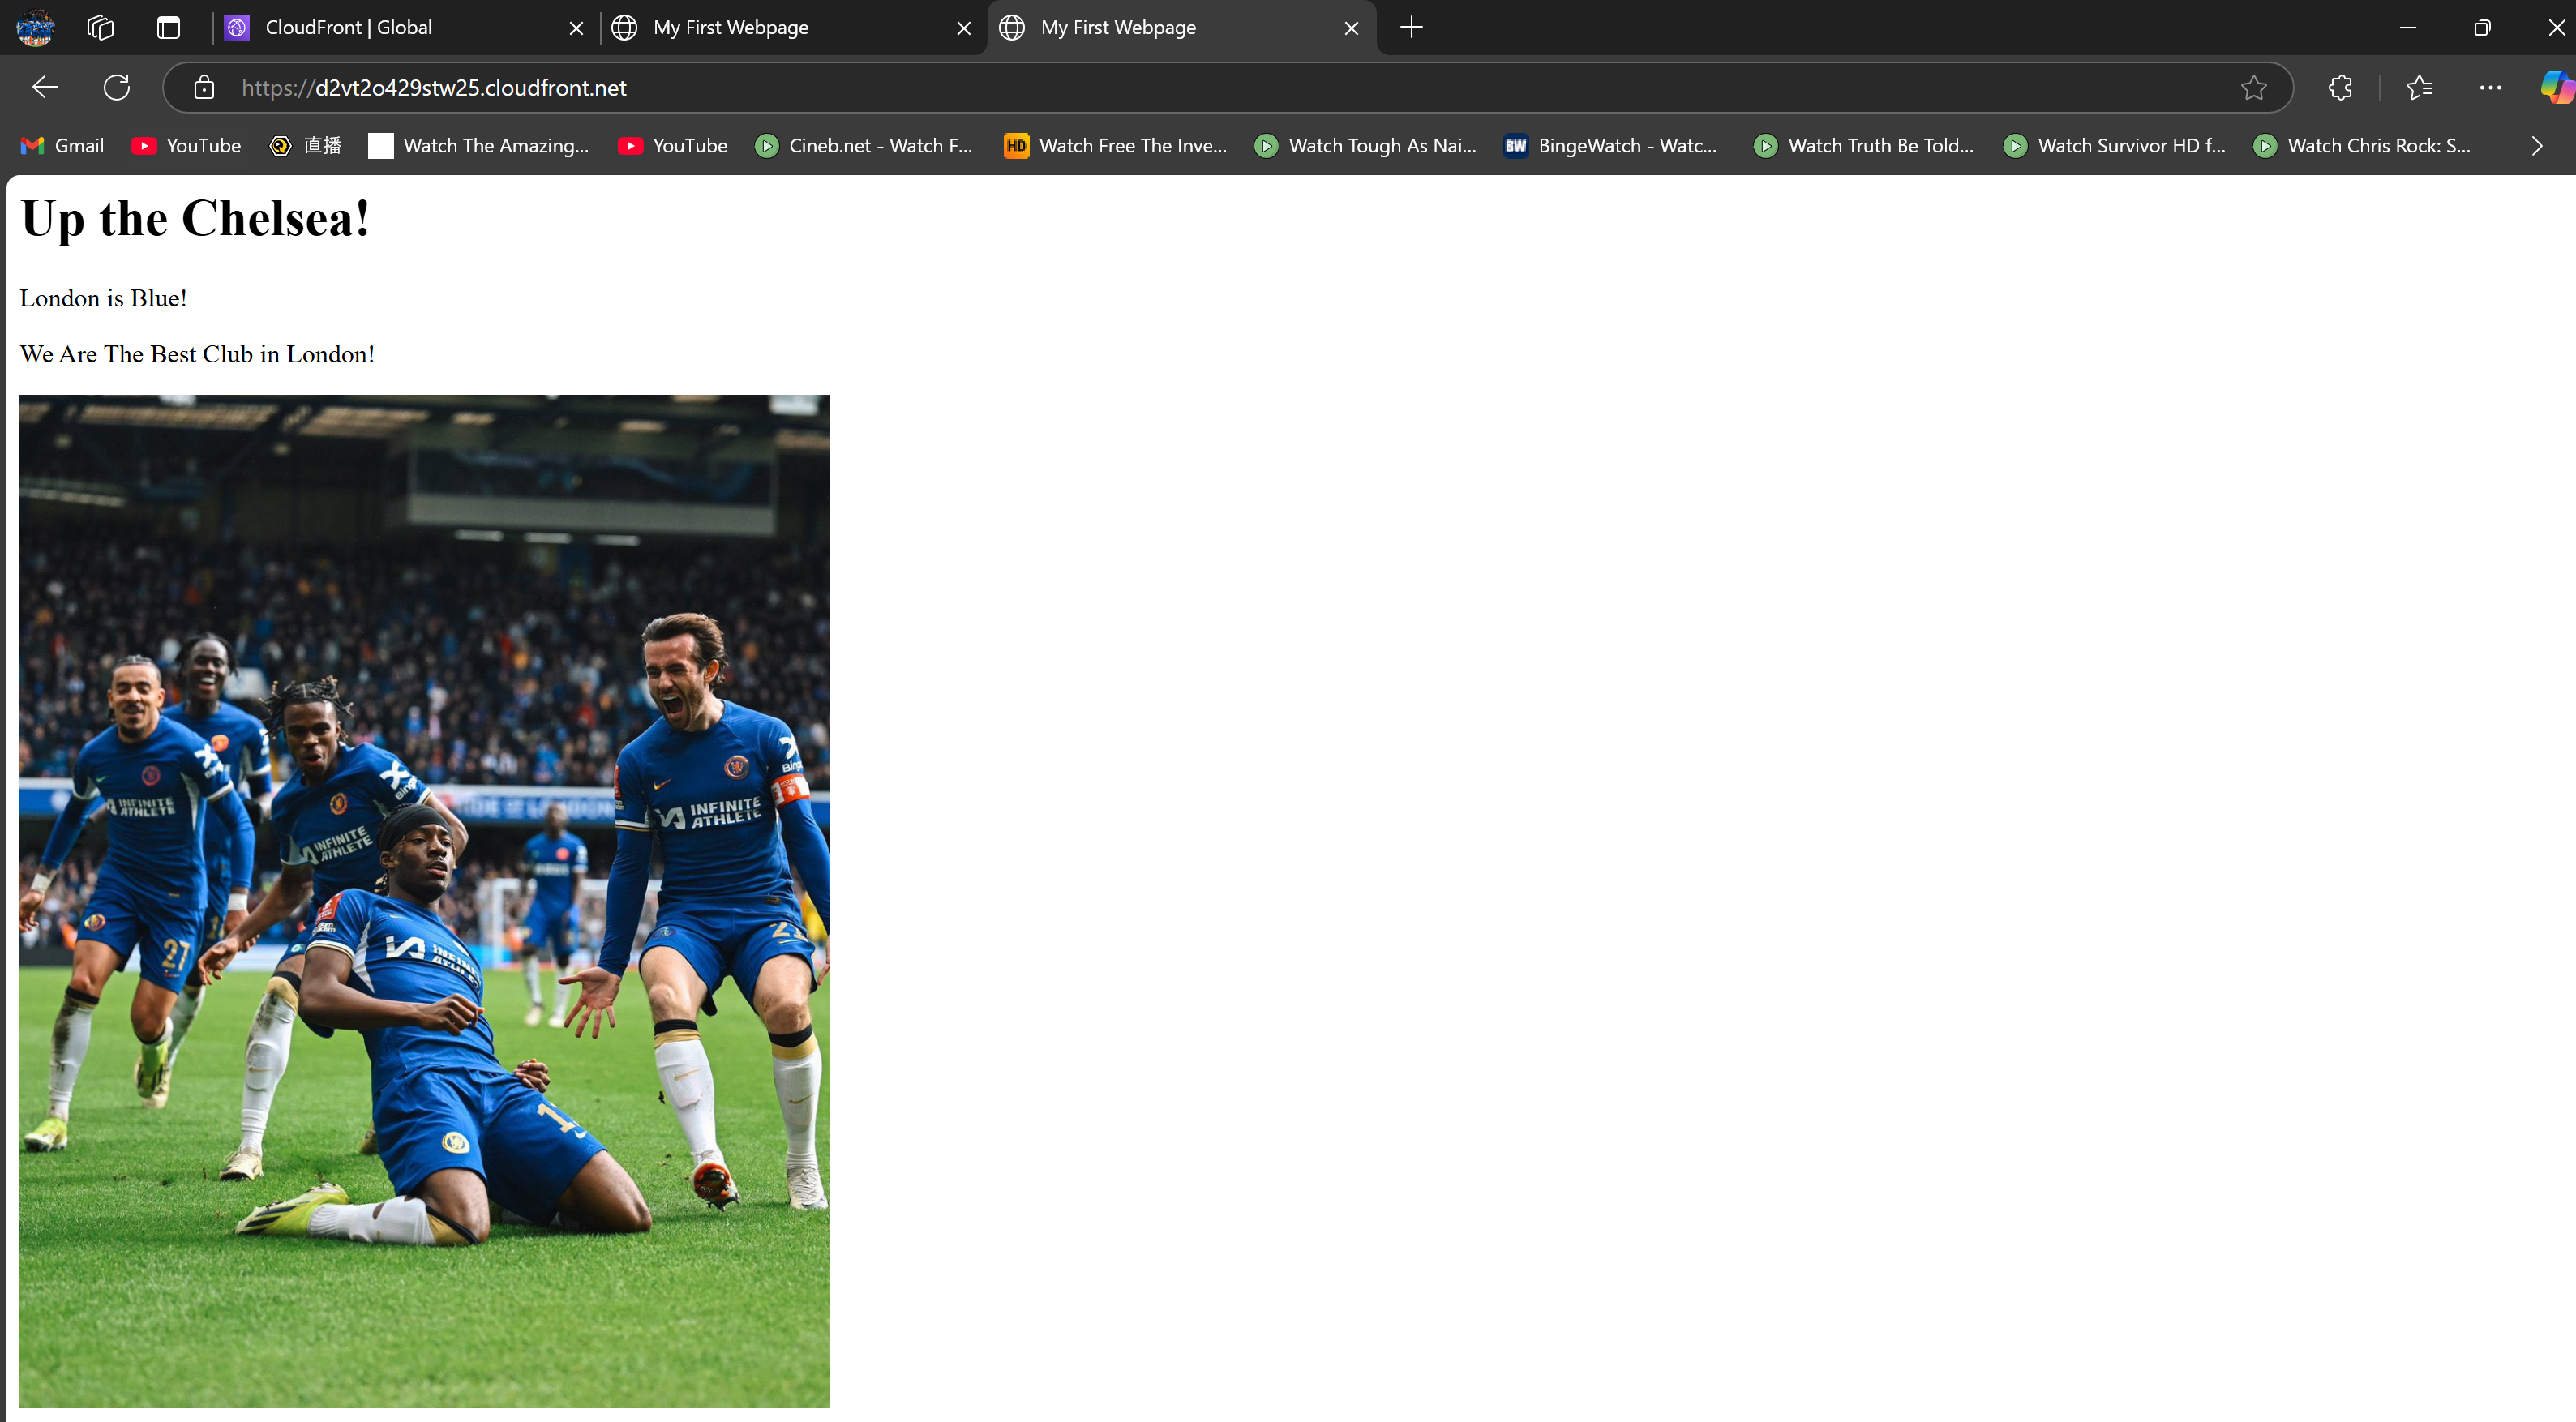 CloudFront | Global
My First Webpage
My First Webpage
https://d2vt2o429stw25.cloudfront.net
Gmail
YouTube
直播
Watch The Amazing...
YouTube
Cineb.net - Watch F...
HD
Watch Free The Inve...
Watch Tough As Nai...
BW
BingeWatch - Watc...
Watch Truth Be Told...
Watch Survivor HD f...
Watch Chris Rock: S...
Up the Chelsea!
London is Blue!
We Are The Best Club in London!
INFINITE
ATHLETE
INFINITE
ATHLETE
INFINITE
ATHLETE
27